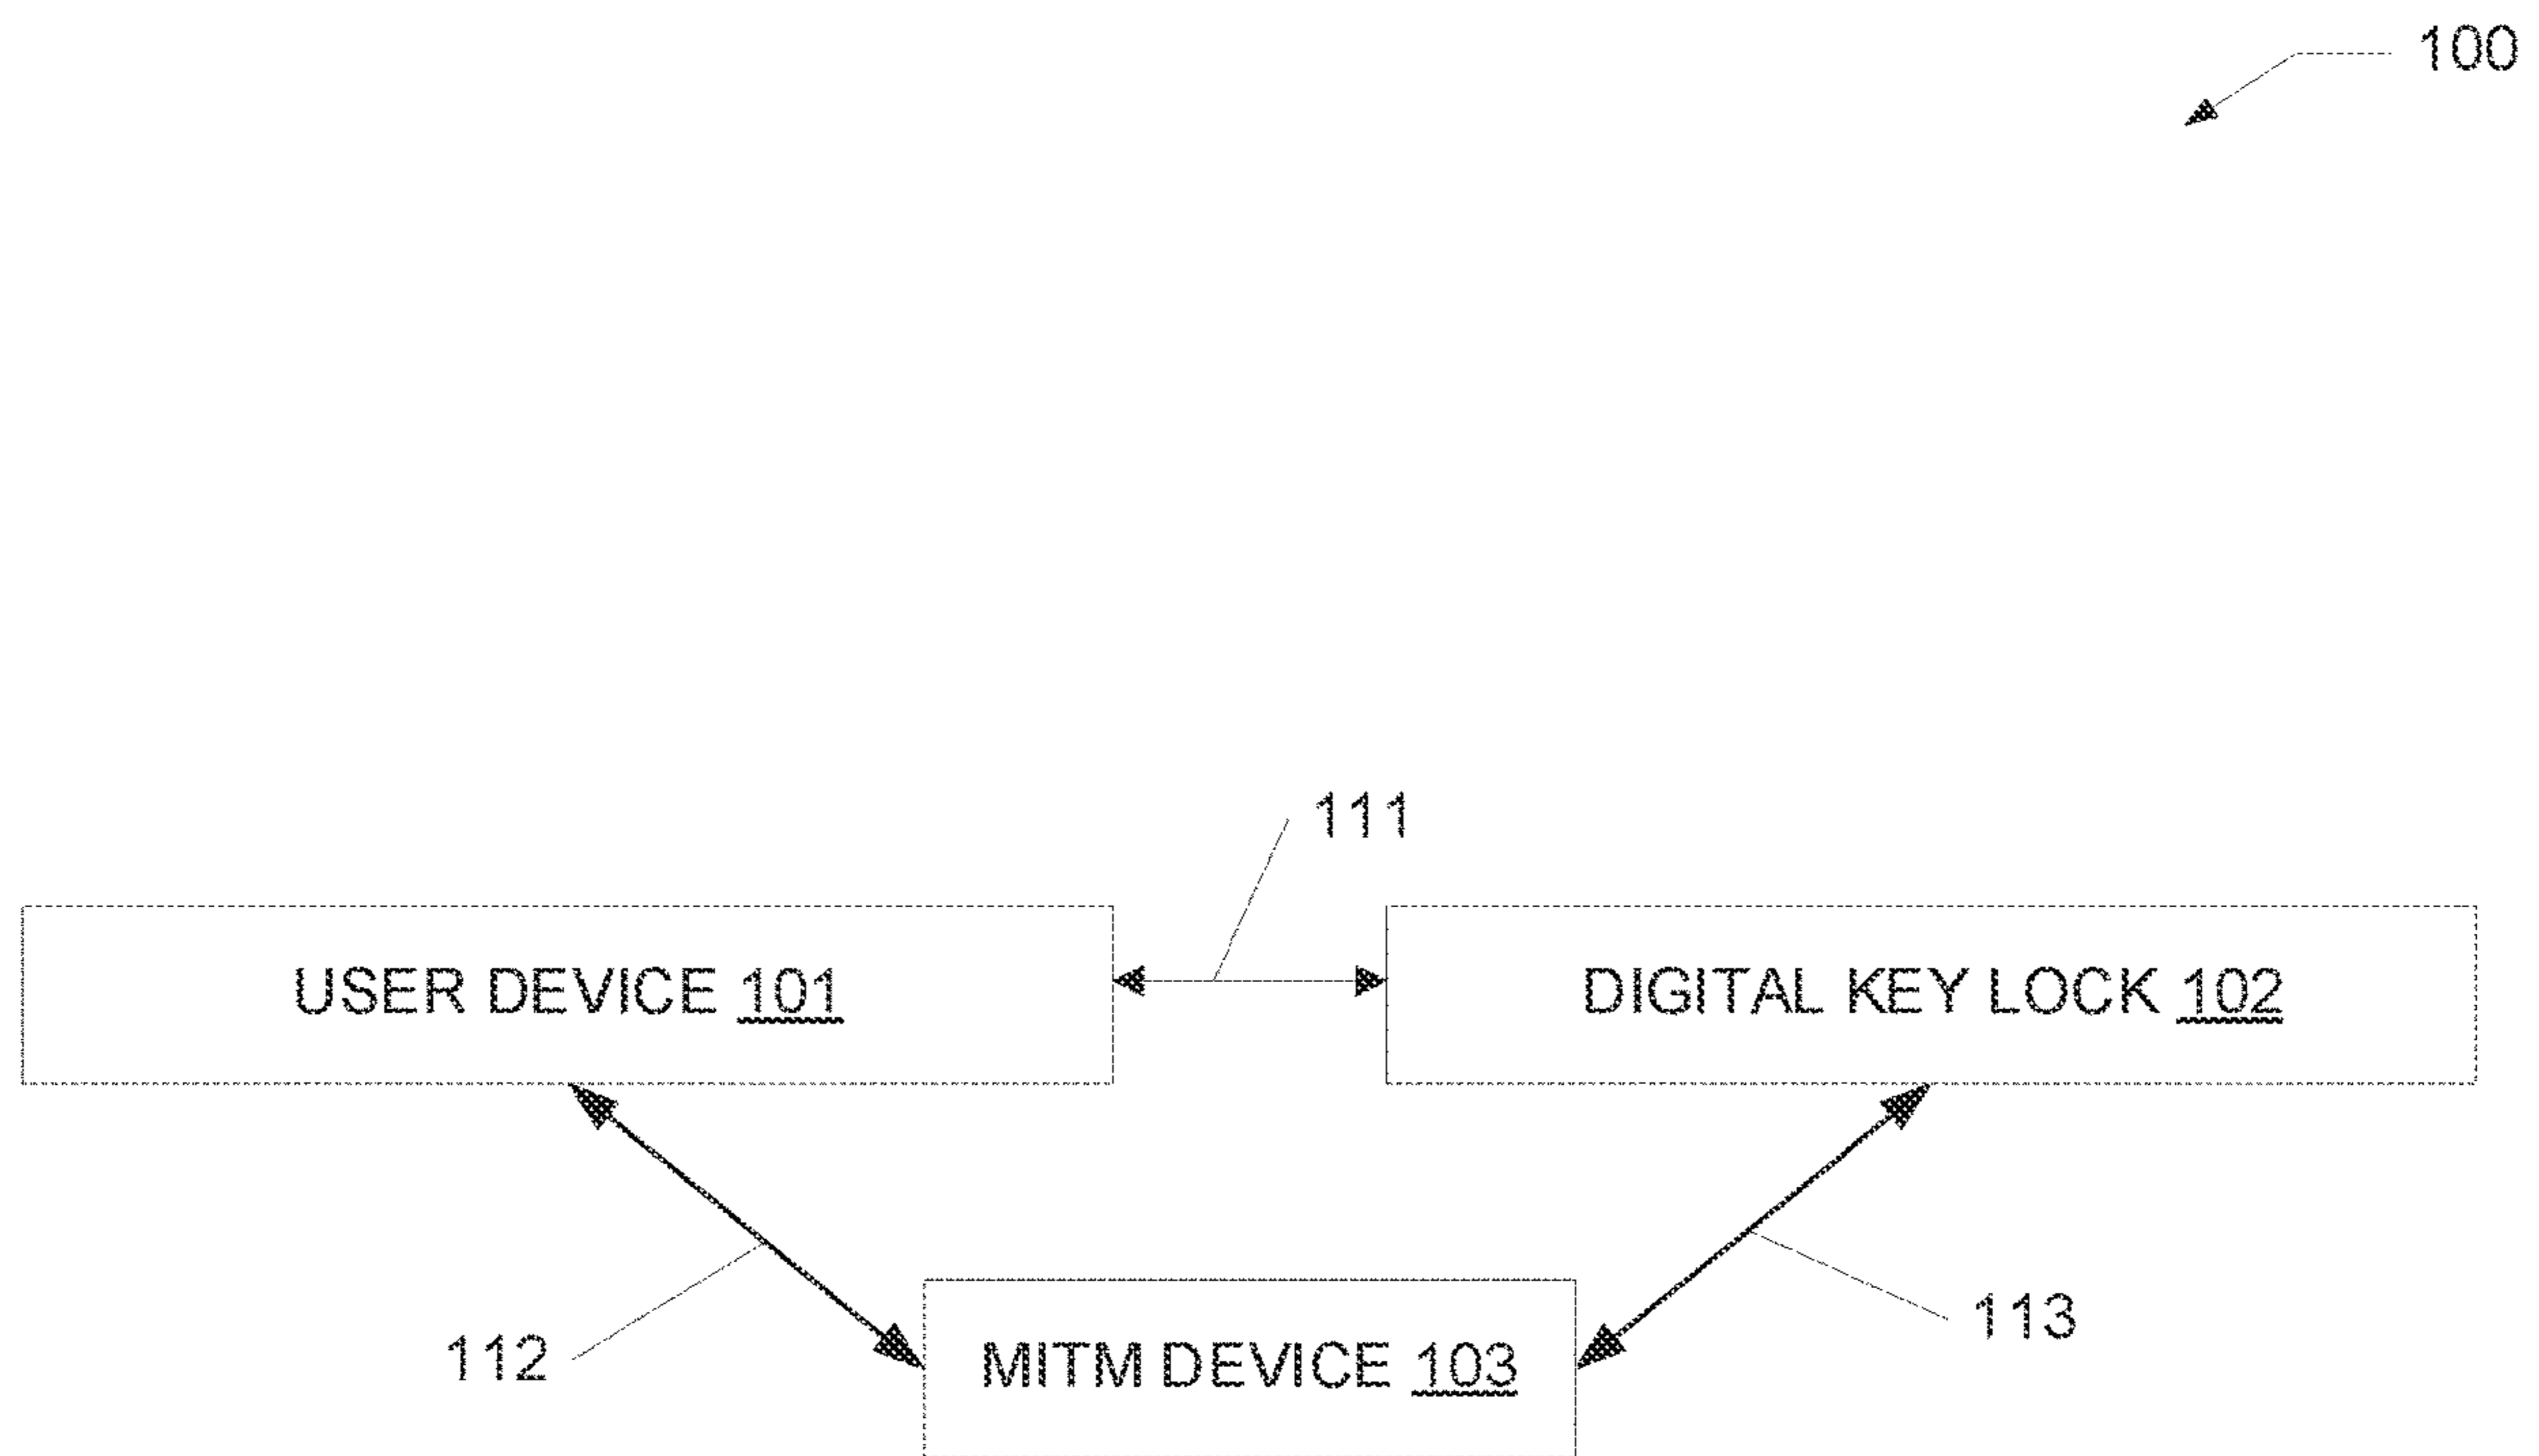 100
111
USER DEVICE 101
DIGITAL KEY LOCK 102
112
113
MITM DEVICE 103